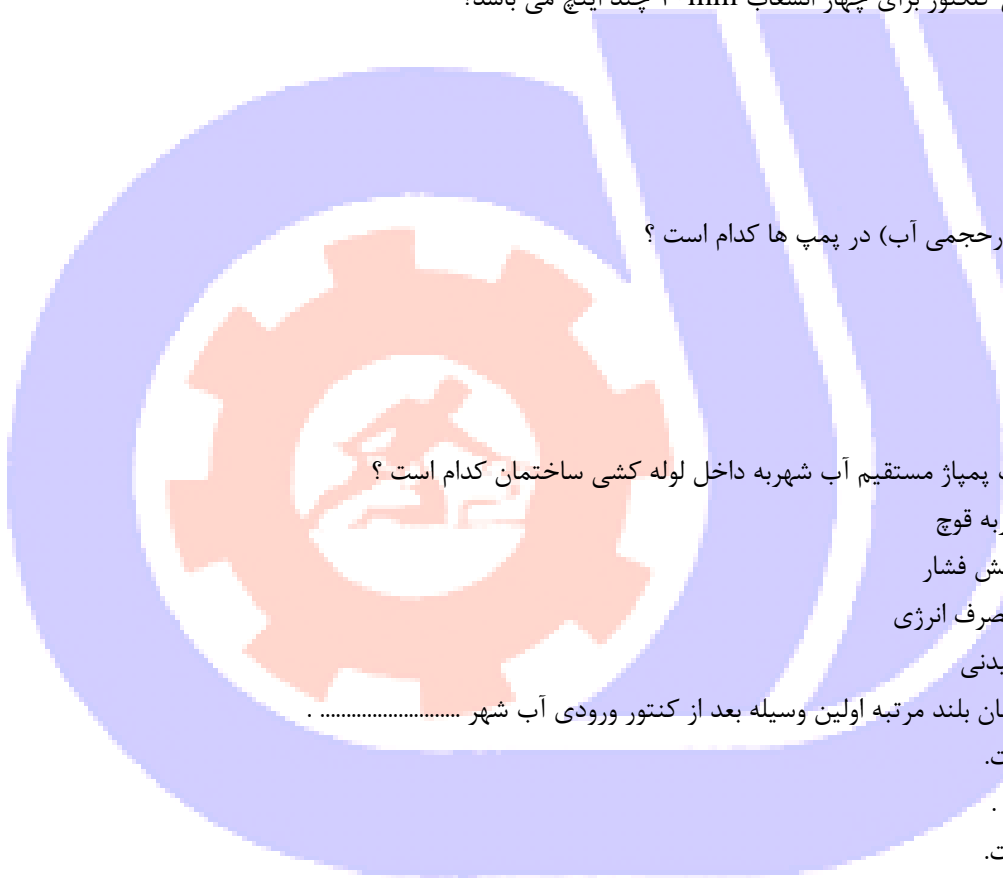 کلکتور برای چهار انشعاب mm چند اینچ می باشد؟
رحجمی آب) در پمپ ها کدام است ؟
پمپاژ مستقیم آب شهربه داخل لوله کشی ساختمان کدام است ؟
ربه قوچ
ش فشار
صرف انرژی
یدنی
ان بلند مرتبه اولین وسیله بعد از کنتور ورودی آب شهر ........................... .
ت.
.
ت.